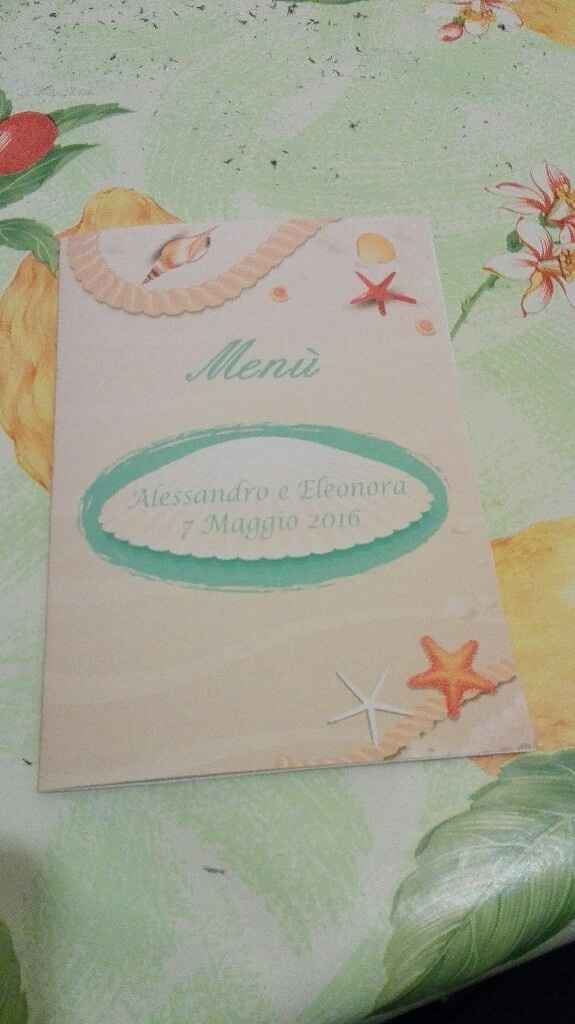 Menù
Alessandro e Eleonora
7 Maggio 2016